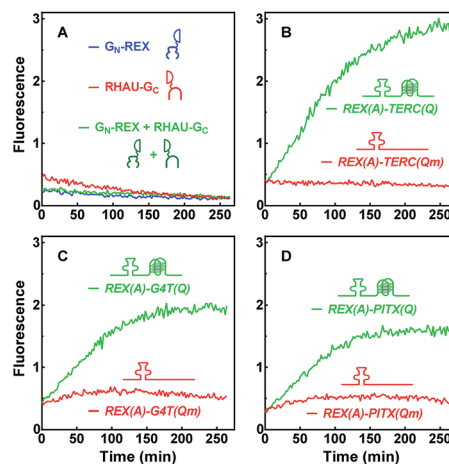 A
G_N-REX
RHAU-G_C
G_N-REX + RHAU-G_C
+
Fluorescence
3
2
1
0
0 50 100 150 200 250
B
REX(A)-TERC(Q)
REX(A)-TERC(Qm)
3
2
1
0
0 50 100 150 200 250
C
REX(A)-G4T(Q)
REX(A)-G4T(Qm)
Fluorescence
3
2
1
0
0 50 100 150 200 250
Time (min)
D
REX(A)-PITX(Q)
REX(A)-PITX(Qm)
3
2
1
0
0 50 100 150 200 250
Time (min)